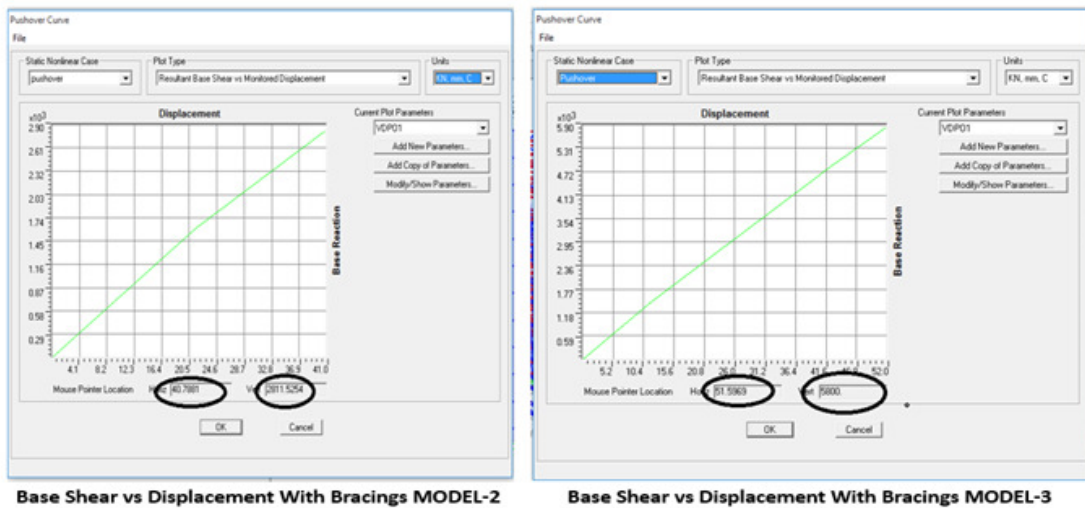 Pushover Curve
File
Static Nonlinear Case
pushover
Plot Type
Resultant Base Shear vs Monitored Displacement
Units
KN, mm, C
Displacement
x103
2.90
2.61
2.32
2.03
1.74
1.45
1.16
0.87
0.58
0.29
4.1 8.2 12.3 16.4 20.5 24.6 28.7 32.8 36.9 41.0
Base Reaction
Current Plot Parameters
VDPO1
Add New Parameters...
Add Copy of Parameters...
Modify/Show Parameters...
Mouse Pointer Location 40.7881 2811.5254
OK Cancel
Base Shear vs Displacement With Bracings MODEL-2
Pushover Curve
File
Static Nonlinear Case
Pushover
Plot Type
Resultant Base Shear vs Monitored Displacement
Units
KN, mm, C
Displacement
x103
5.90
5.31
4.72
4.13
3.54
2.95
2.36
1.77
1.18
0.59
5.2 10.4 15.6 20.8 26.0 31.2 36.4 41.6 52.0
Base Reaction
Current Plot Parameters
VDPO1
Add New Parameters...
Add Copy of Parameters...
Modify/Show Parameters...
Mouse Pointer Location 51.5969 5800.
OK Cancel
Base Shear vs Displacement With Bracings MODEL-3